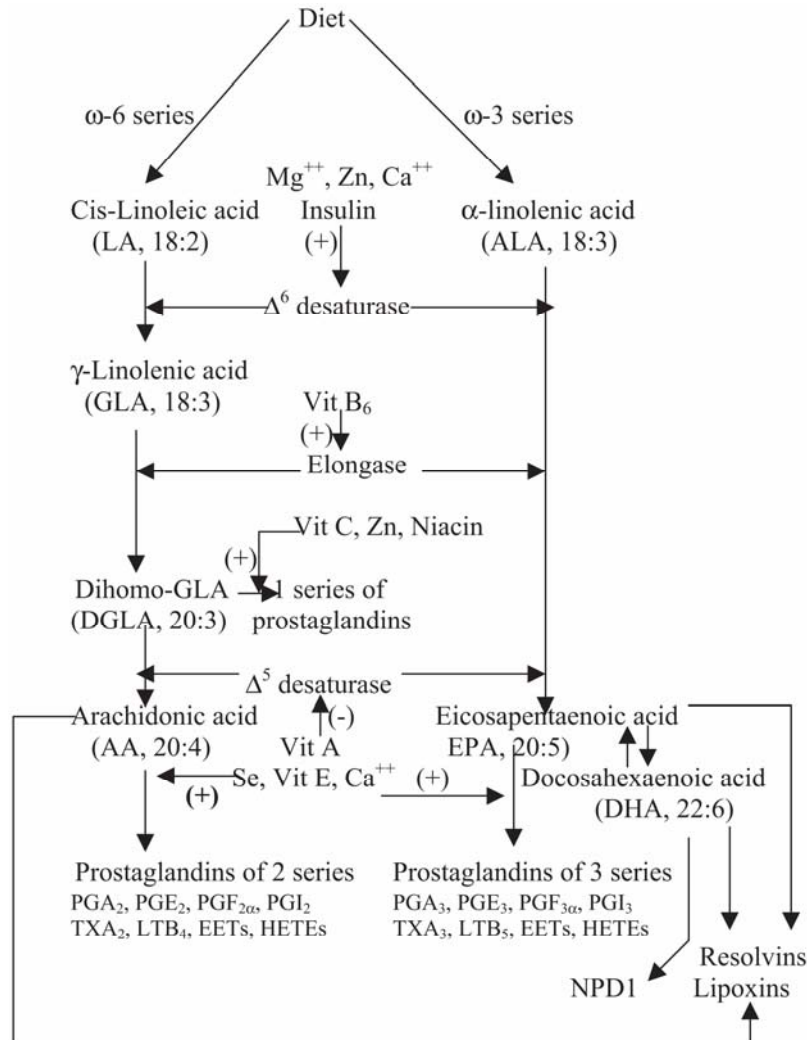 Diet
ω-6 series ω-3 series
Mg⁺⁺, Zn, Ca⁺⁺
Cis-Linoleic acid Insulin α-linolenic acid
(LA, 18:2) (+) (ALA, 18:3)
Δ⁶ desaturase
γ-Linolenic acid
(GLA, 18:3) Vit B₆
(+)
Elongase
Vit C, Zn, Niacin
(+)
Dihomo-GLA 1 series of
(DGLA, 20:3) prostaglandins
Δ⁵ desaturase
Arachidonic acid (-) Eicosapentaenoic acid
(AA, 20:4) Vit A EPA, 20:5)
Se, Vit E, Ca⁺⁺ (+) Docosahexaenoic acid
(+) (DHA, 22:6)
Prostaglandins of 2 series Prostaglandins of 3 series
PGA₂, PGE₂, PGF₂α, PGI₂ PGA₃, PGE₃, PGF₃α, PGI₃
TXA₂, LTB₄, EETs, HETEs TXA₃, LTB₅, EETs, HETEs
Resolvins
NPD1 Lipoxins